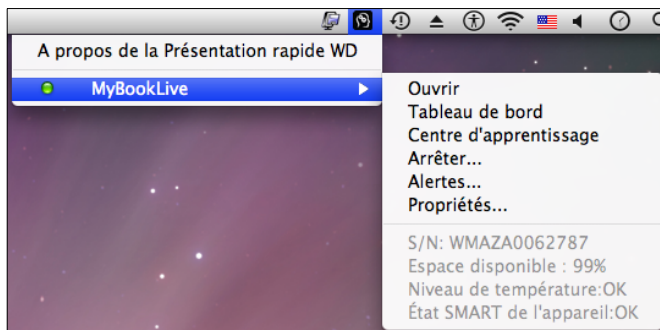 A propos de la Présentation rapide WD
MyBookLive
Ouvrir
Tableau de bord
Centre d'apprentissage
Arrêter...
Alertes...
Propriétés...
S/N: WMAZA0062787
Espace disponible : 99%
Niveau de température:OK
État SMART de l'appareil:OK